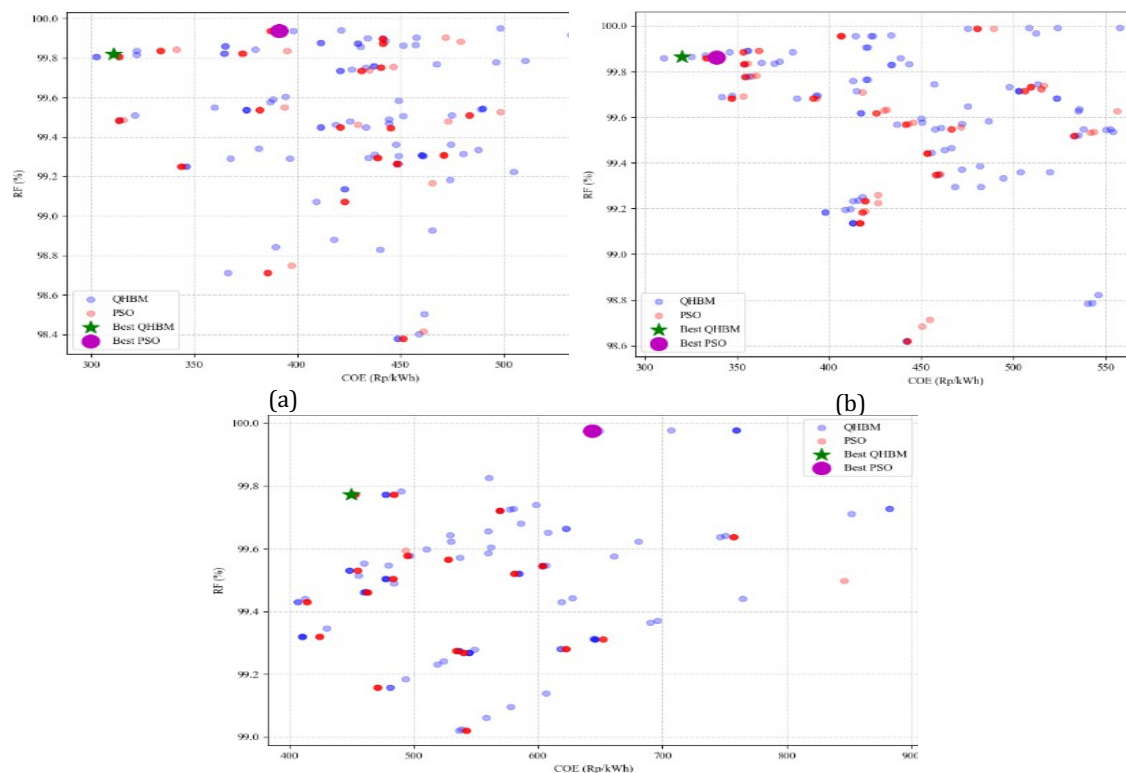 100.0
99.8
99.6
99.4
99.2
99.0
98.8
98.6
98.4
RF (%)
QHBM
PSO
Best QHBM
Best PSO
300 350 400 450 500
COE (Rp/kWh)
(a)
100.0
99.8
99.6
99.4
99.2
99.0
98.8
98.6
RF (%)
QHBM
PSO
Best QHBM
Best PSO
300 350 400 450 500 550
COE (Rp/kWh)
(b)
100.0
99.8
99.6
99.4
99.2
99.0
RF (%)
QHBM
PSO
Best QHBM
Best PSO
400 500 600 700 800 900
COE (Rp/kWh)